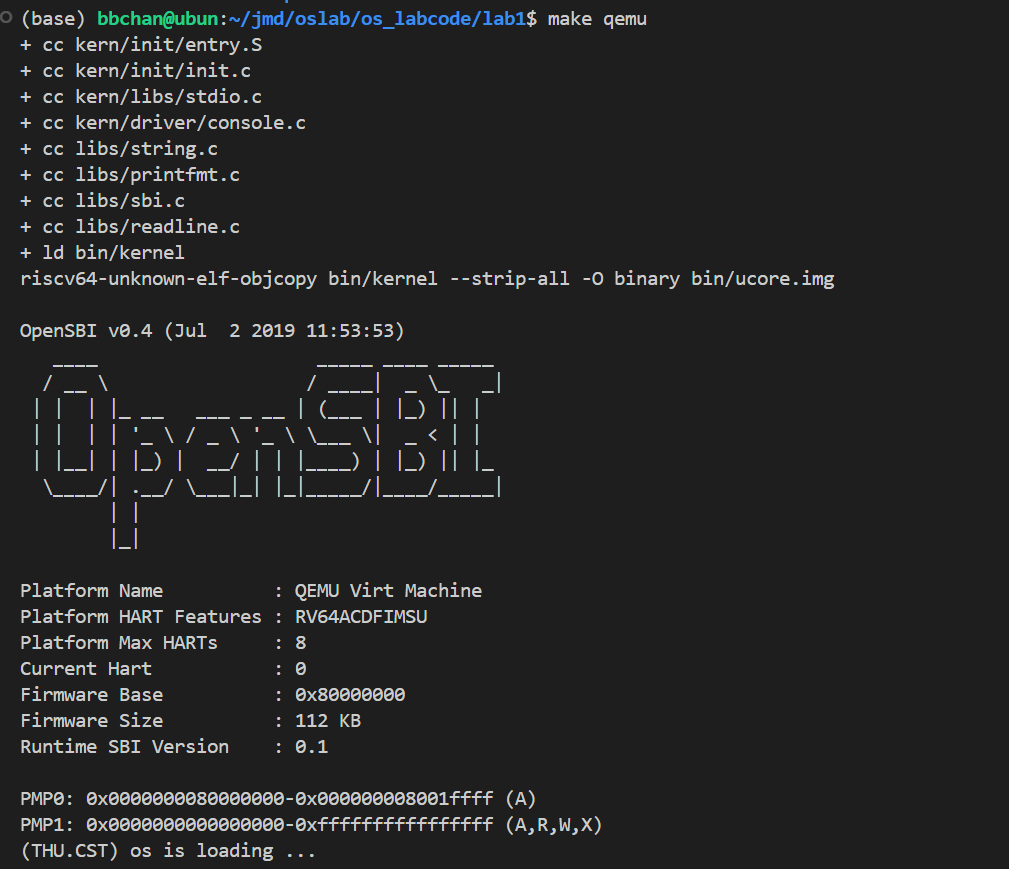 (base) bbchan@ubun:~/jmd/oslab/os_labcode/lab1$ make qemu
+ cc kern/init/entry.S
+ cc kern/init/init.c
+ cc kern/libs/stdio.c
+ cc kern/driver/console.c
+ cc libs/string.c
+ cc libs/printfmt.c
+ cc libs/sbi.c
+ cc libs/readline.c
+ ld bin/kernel
riscv64-unknown-elf-objcopy bin/kernel --strip-all -O binary bin/ucore.img

OpenSBI v0.4 (Jul  2 2019 11:53:53)
   ____                    _____ ____ _____
  / __ \                  / ____|  _ \_   _|
 | |  | |_ __   ___ _ __ | (___ | |_) || |
 | |  | | '_ \ / _ \ '_ \ \___ \|  _ < | |
 | |__| | |_) |  __/ | | |____) | |_) || |_
  \____/| .__/ \___|_| |_|_____/|____/_____|
        | |
        |_|

Platform Name          : QEMU Virt Machine
Platform HART Features : RV64ACDFIMSU
Platform Max HARTs     : 8
Current Hart           : 0
Firmware Base          : 0x80000000
Firmware Size          : 112 KB
Runtime SBI Version    : 0.1

PMP0: 0x0000000080000000-0x000000008001ffff (A)
PMP1: 0x0000000000000000-0xffffffffffffffff (A,R,W,X)
(THU.CST) os is loading ...